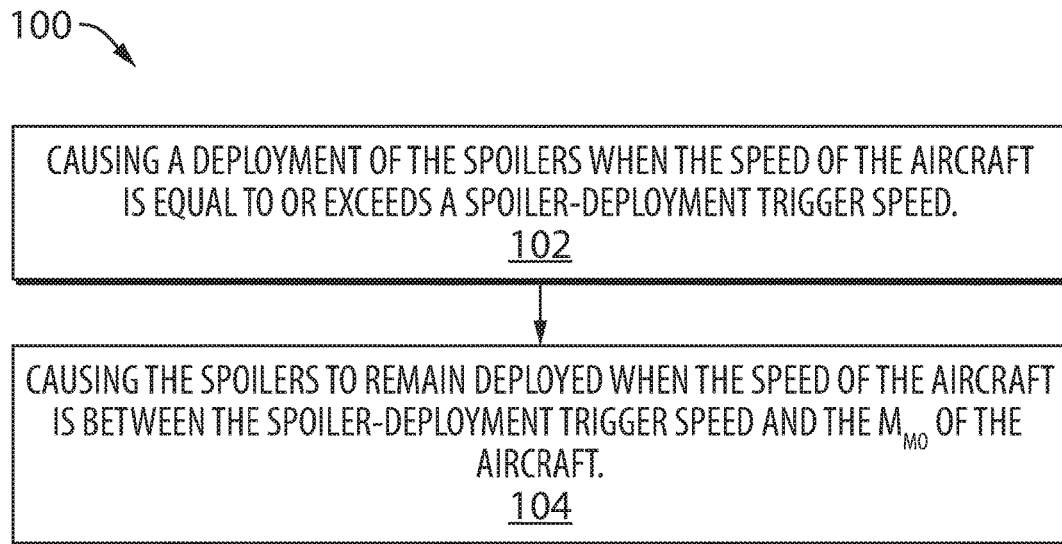 100
CAUSING A DEPLOYMENT OF THE SPOILERS WHEN THE SPEED OF THE AIRCRAFT
IS EQUAL TO OR EXCEEDS A SPOILER-DEPLOYMENT TRIGGER SPEED.
102
CAUSING THE SPOILERS TO REMAIN DEPLOYED WHEN THE SPEED OF THE AIRCRAFT
IS BETWEEN THE SPOILER-DEPLOYMENT TRIGGER SPEED AND THE M_MO OF THE
AIRCRAFT.
104